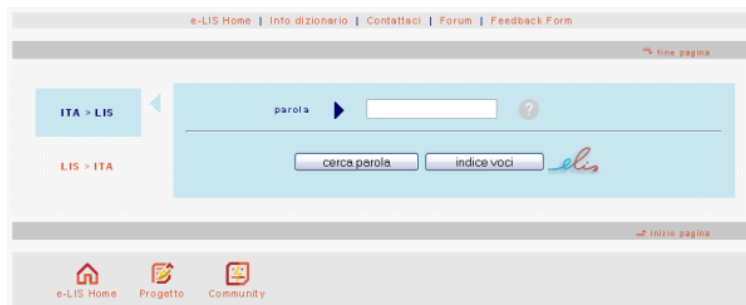 e-LIS Home | Info dizionario | Contattaci | Forum | Feedback Form
fine pagina
ITA > LIS
parola
?
LIS > ITA
cerca parola
indice voci
elis
inizio pagina
e-LIS Home
Progetto
Community